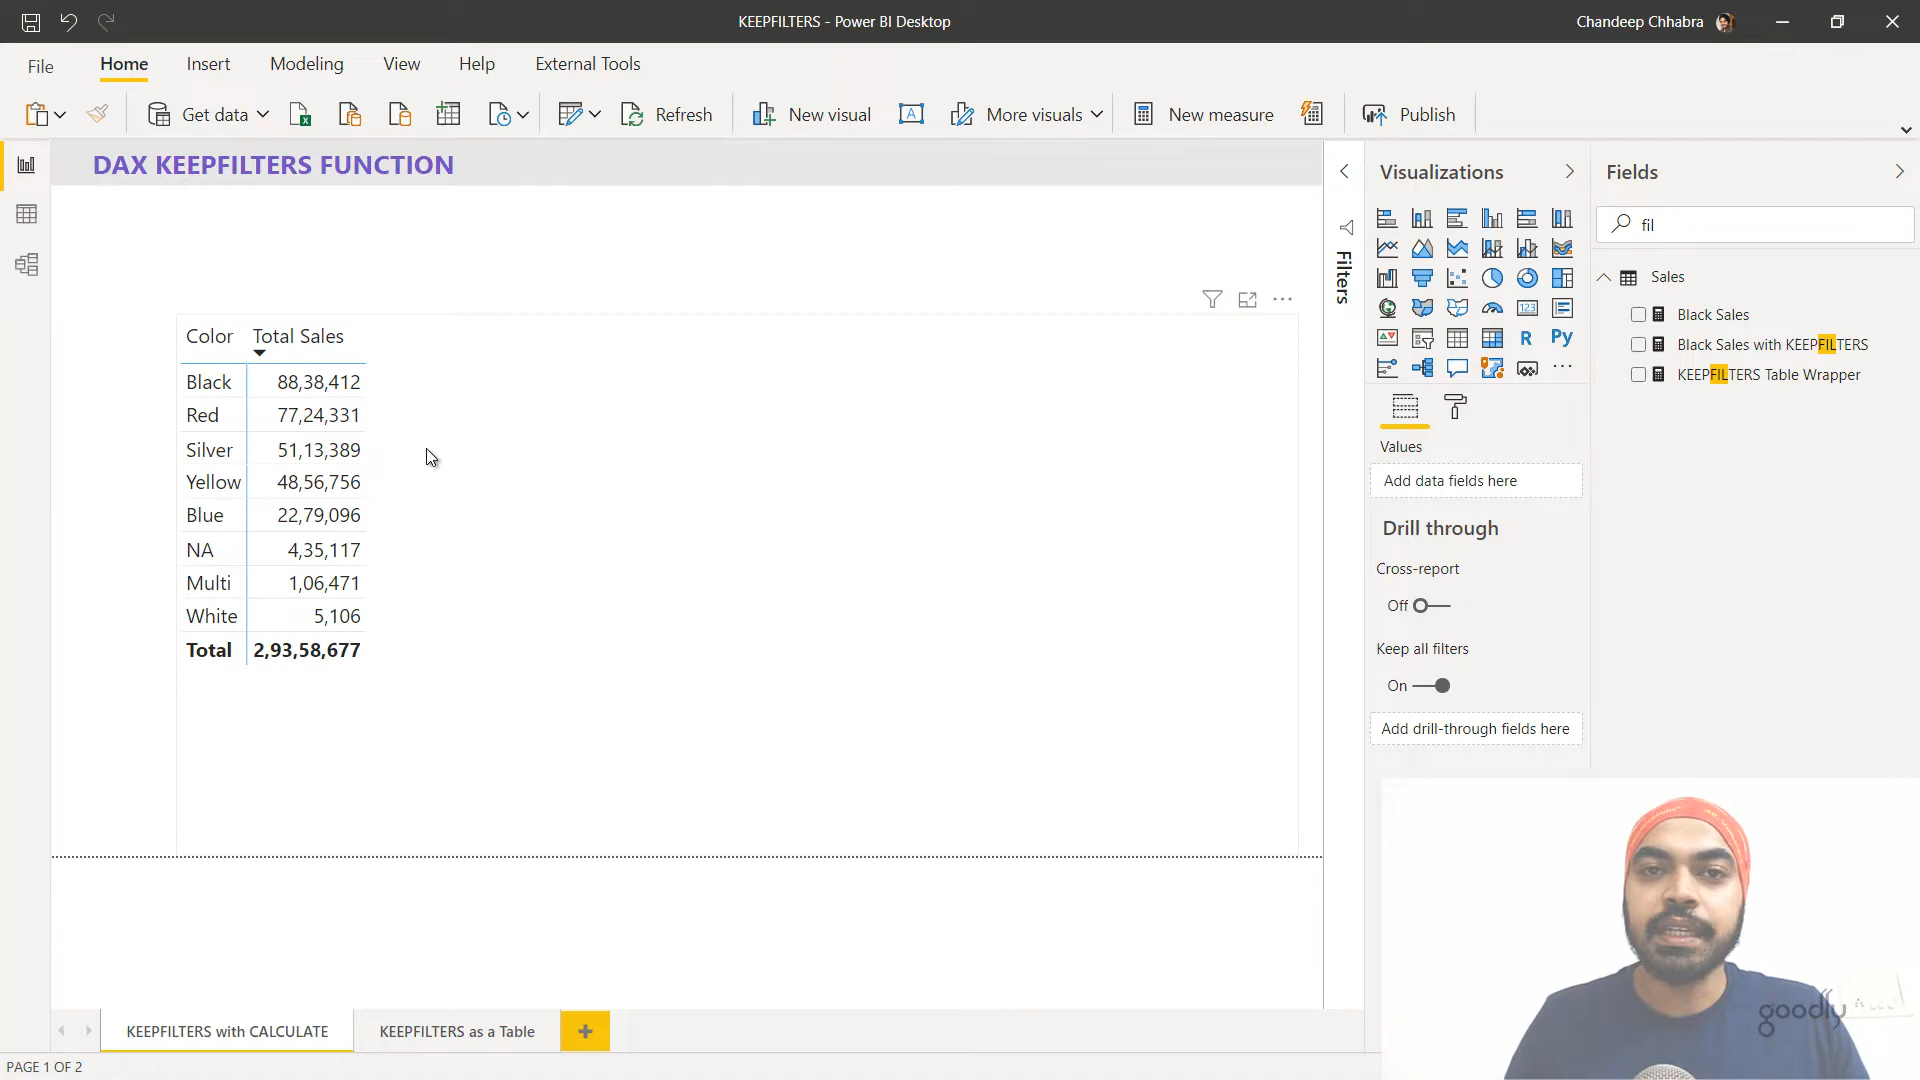 KEEPFILTERS - Power BI Desktop
Chandeep Chhabra
File
Home
Insert
Modeling
View
Help
External Tools
Get data
Refresh
New visual
More visuals
New measure
Publish
DAX KEEPFILTERS FUNCTION
Color Total Sales
Black 88,38,412
Red 77,24,331
Silver 51,13,389
Yellow 48,56,756
Blue 22,79,096
NA 4,35,117
Multi 1,06,471
White 5,106
Total 2,93,58,677
Filters
Visualizations
R
Py
123
Values
Add data fields here
Drill through
Cross-report
Off
Keep all filters
On
Add drill-through fields here
Fields
fil
Sales
Black Sales
Black Sales with KEEPFILTERS
KEEPFILTERS Table Wrapper
goodly
KEEPFILTERS with CALCULATE
KEEPFILTERS as a Table
PAGE 1 OF 2